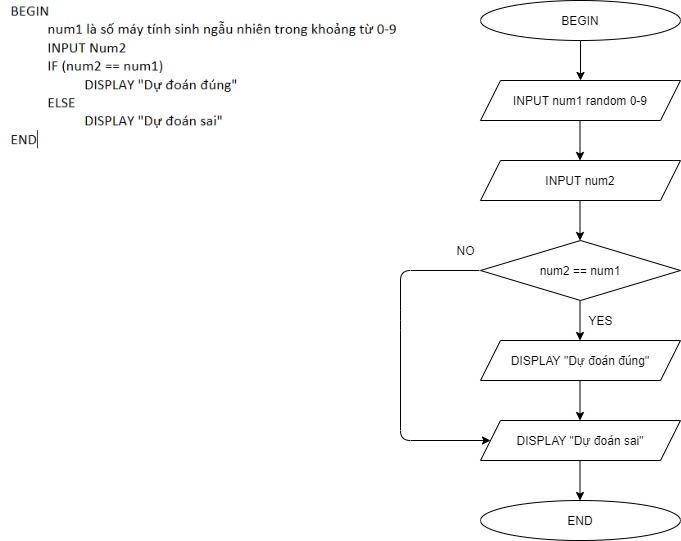 BEGIN
num1 là số máy tính sinh ngẫu nhiên trong khoảng từ 0-9
INPUT Num2
IF (num2 == num1)
DISPLAY "Dự đoán đúng"
ELSE
DISPLAY "Dự đoán sai"
END
BEGIN
INPUT num1 random 0-9
INPUT num2
NO
num2 == num1
YES
DISPLAY "Dự đoán đúng"
DISPLAY "Dự đoán sai"
END